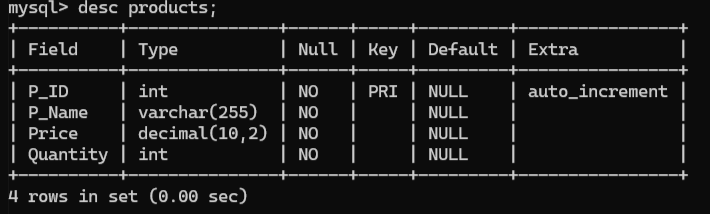 mysql> desc products;
+----------+---------------+------+-----+---------+----------------+
| Field    | Type          | Null | Key | Default | Extra          |
+----------+---------------+------+-----+---------+----------------+
| P_ID     | int           | NO   | PRI | NULL    | auto_increment |
| P_Name   | varchar(255)  | NO   |     | NULL    |                |
| Price    | decimal(10,2) | NO   |     | NULL    |                |
| Quantity | int           | NO   |     | NULL    |                |
+----------+---------------+------+-----+---------+----------------+
4 rows in set (0.00 sec)